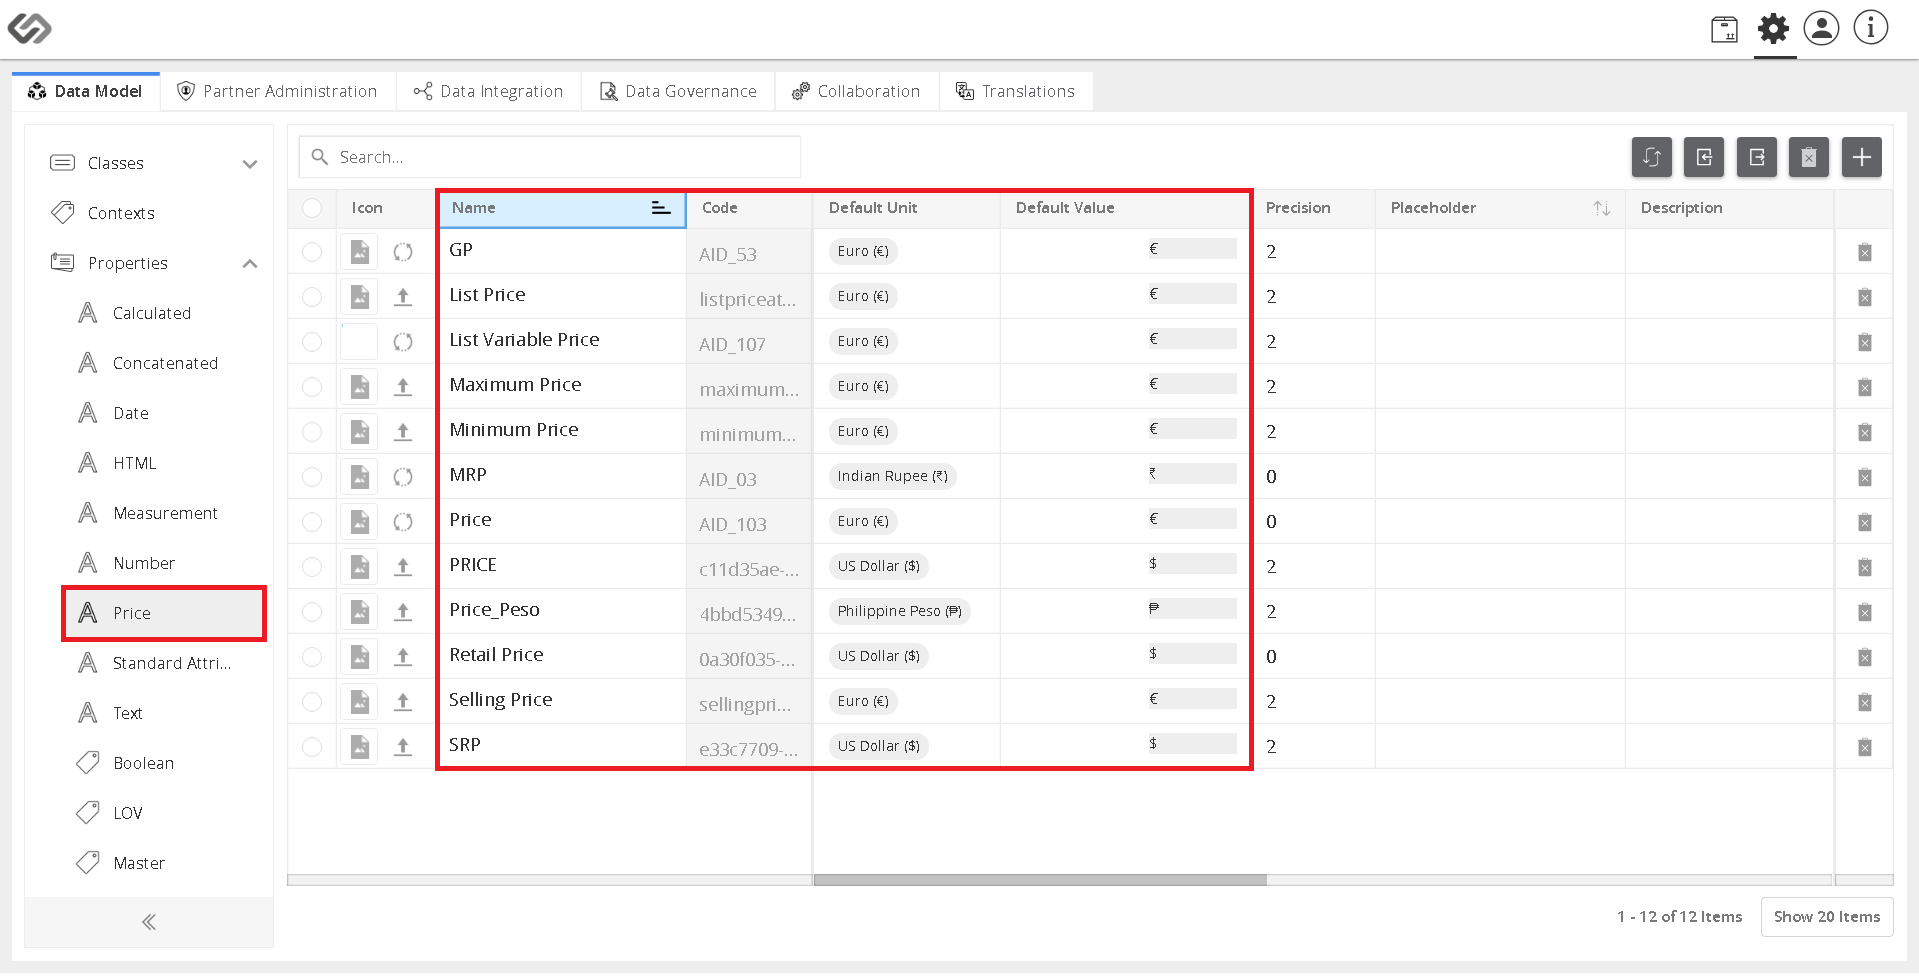 Data Model
Partner Administration
Data Integration
Data Governance
Collaboration
Translations
Classes
Contexts
Properties
Calculated
Concatenated
Date
HTML
Measurement
Number
Price
Standard Attri...
Text
Boolean
LOV
Master
Search...
Icon Name Code Default Unit Default Value Precision Placeholder Description
GP AID_53 Euro (€) € 2
List Price listpriceat... Euro (€) € 2
List Variable Price AID_107 Euro (€) € 2
Maximum Price maximum... Euro (€) € 2
Minimum Price minimum... Euro (€) € 2
MRP AID_03 Indian Rupee (₹) ₹ 0
Price AID_103 Euro (€) € 0
PRICE c11d35ae-... US Dollar ($) $ 2
Price_Peso 4bbd5349... Philippine Peso (₱) ₱ 2
Retail Price 0a30f035-... US Dollar ($) $ 0
Selling Price sellingpri... Euro (€) € 2
SRP e33c7709-... US Dollar ($) $ 2
1 - 12 of 12 Items
Show 20 Items